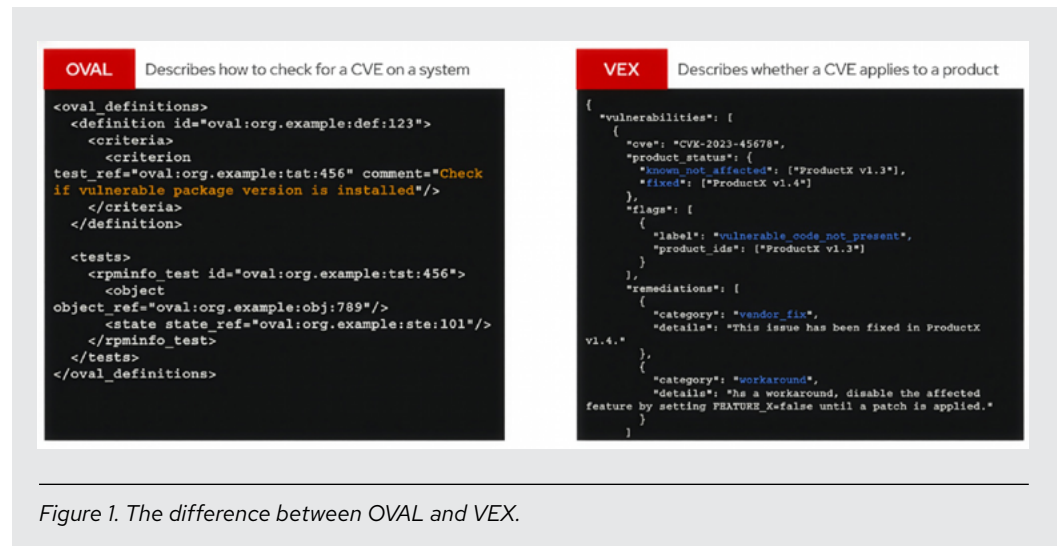 OVAL Describes how to check for a CVE on a system
<oval_definitions>
<definition id="oval:org.example:def:123">
<criteria>
<criterion
test_ref="oval:org.example:tst:456" comment="Check
if vulnerable package version is installed"/>
</criteria>
</definition>
<tests>
<rpminfo_test id="oval:org.example:tst:456">
<object
object_ref="oval:org.example:obj:789"/>
<state state_ref="oval:org.example:ste:101"/>
</rpminfo_test>
</tests>
</oval_definitions>
VEX Describes whether a CVE applies to a product
{
"vulnerabilities": [
{
"cve": "CVK-2023-45678",
"product_status": {
"known_not_affected": ["ProductX v1.3"],
"fixed": ["ProductX v1.4"]
},
"flags": [
{
"label": "vulnerable_code_not_present",
"product_ids": ["ProductX v1.3"]
}
],
"remediations": [
{
"category": "vendor_fix",
"details": "This issue has been fixed in ProductX
v1.4."
},
{
"category": "workaround",
"details": "hs a workaround, disable the affected
feature by setting FEATURE_X=false until a patch is applied."
}
]
Figure 1. The difference between OVAL and VEX.